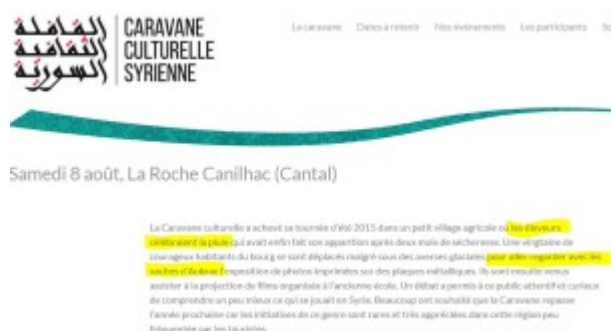 القافلة
الثقافية
السورية
CARAVANE
CULTURELLE
SYRIENNE
La caravane Dates à retenir Nos événements Les participants
Samedi 8 août, La Roche Canilhac (Cantal)
La Caravane culturelle a achevé sa tournée d'été 2015 dans un petit village agricole où les éleveurs
célébraient la pluie qui avait enfin fait son apparition après deux mois de sécheresse. Une vingtaine de
courageux habitants du bourg se sont déplacés malgré sous des averses glaciales pour aller regarder avec les
vaches d'Aubrac l'exposition de photos imprimées sur des plaques métalliques. Ils sont ensuite venus
assister à la projection de films organisée à l'ancienne école. Un débat a permis à ce public attentif et curieux
de comprendre un peu mieux ce qui se jouait en Syrie. Beaucoup ont souhaité que la Caravane repasse
l'année prochaine car les initiatives de ce genre sont rares et très appréciées dans cette région peu
fréquentée par les touristes.